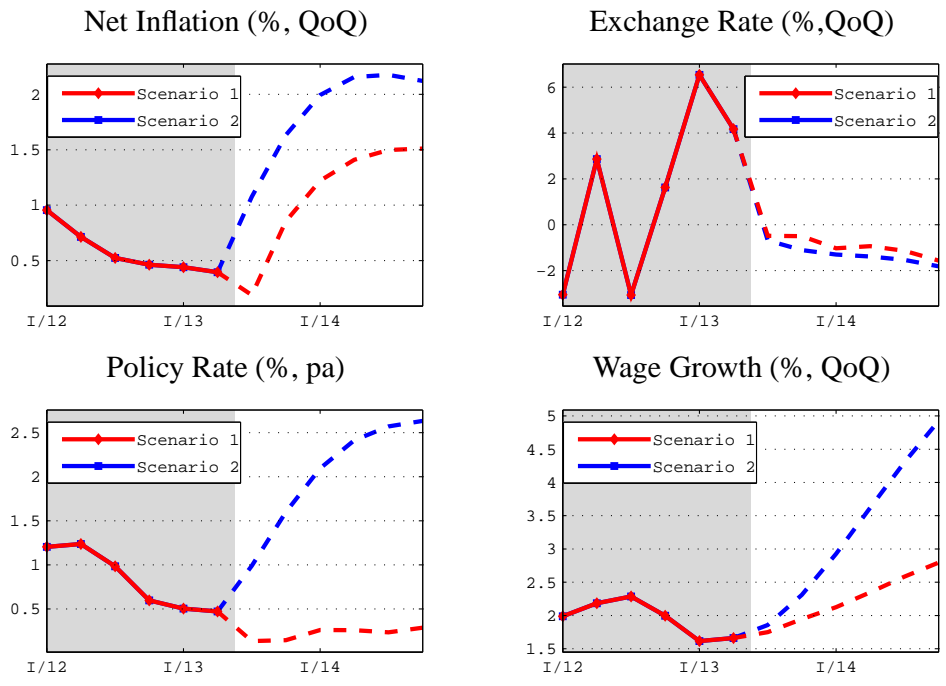 Net Inflation (%, QoQ)
Scenario 1
Scenario 2
2
1.5
1
0.5
I/12 I/13 I/14
Exchange Rate (%,QoQ)
Scenario 1
Scenario 2
6
4
2
0
−2
I/12 I/13 I/14
Policy Rate (%, pa)
Scenario 1
Scenario 2
2.5
2
1.5
1
0.5
I/12 I/13 I/14
Wage Growth (%, QoQ)
Scenario 1
Scenario 2
5
4.5
4
3.5
3
2.5
2
1.5
I/12 I/13 I/14